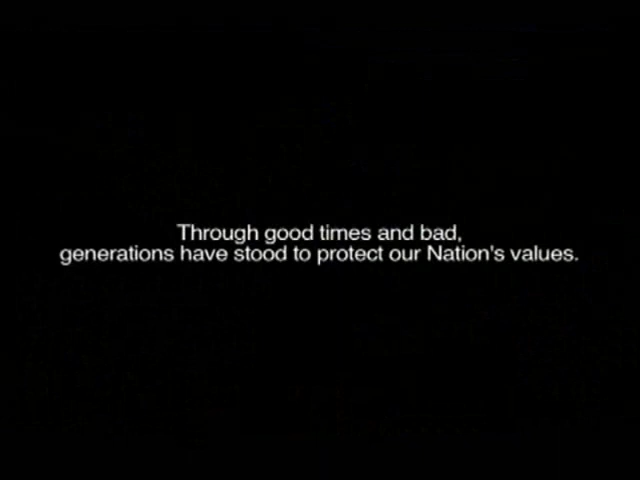 Through good times and bad,
generations have stood to protect our Nation's values.